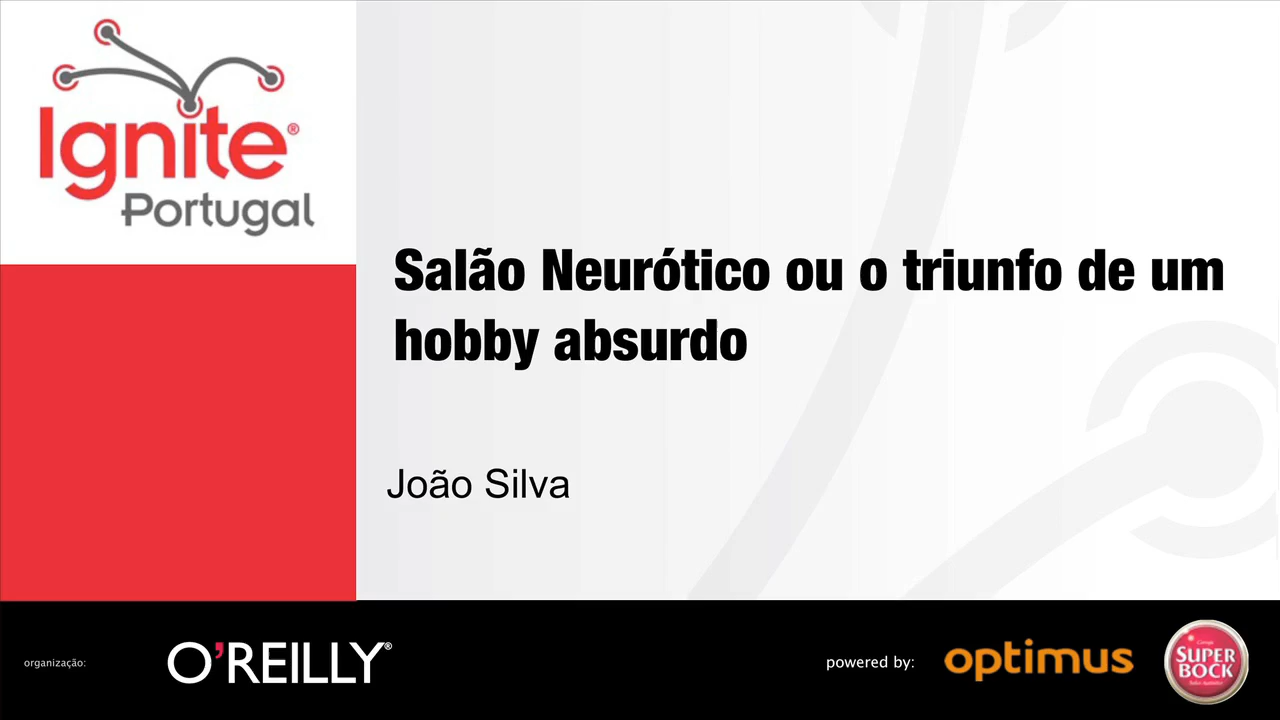 Ignite®
Portugal
Salão Neurótico ou o triunfo de um
hobby absurdo
João Silva
organização:
O'REILLY®
powered by:
optimus
SUPER
BOCK